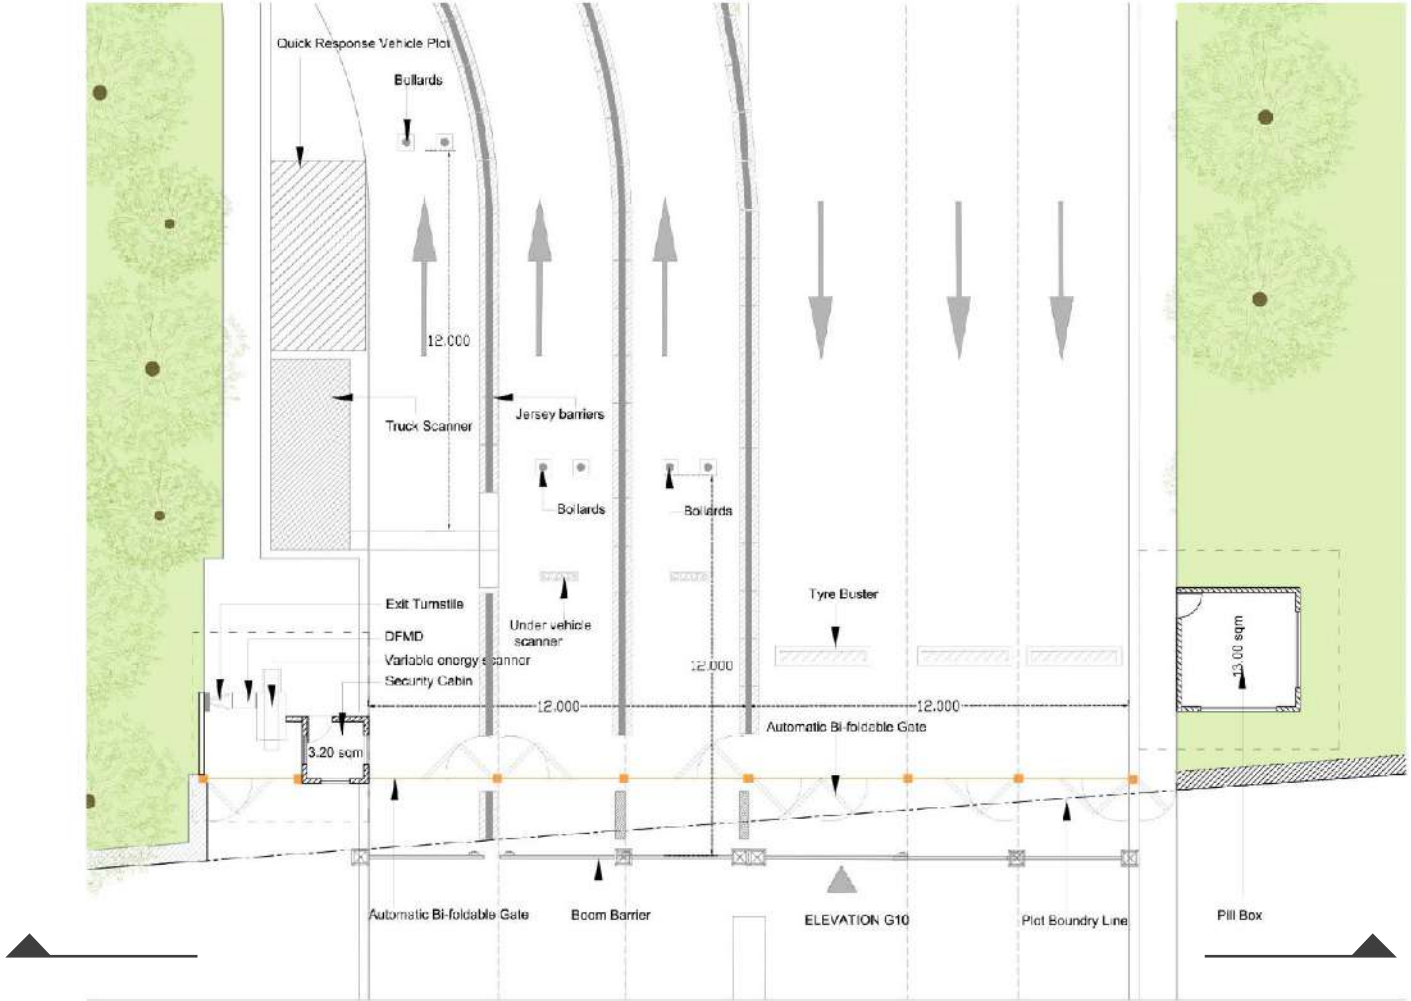 Quick Response Vehicle Plot
Bollards
12.000
Jersey barriers
Truck Scanner
Bollards
Bollards
Tyre Buster
Exit Turnstile
Under vehicle
scanner
DFMD
Variable energy scanner
Security Cabin
13.00 sqm
12.000
12.000
12.000
Automatic Bi-foldable Gate
3.20 sqm
Automatic Bi-foldable Gate
Boom Barrier
ELEVATION G10
Plot Boundry Line
Pill Box